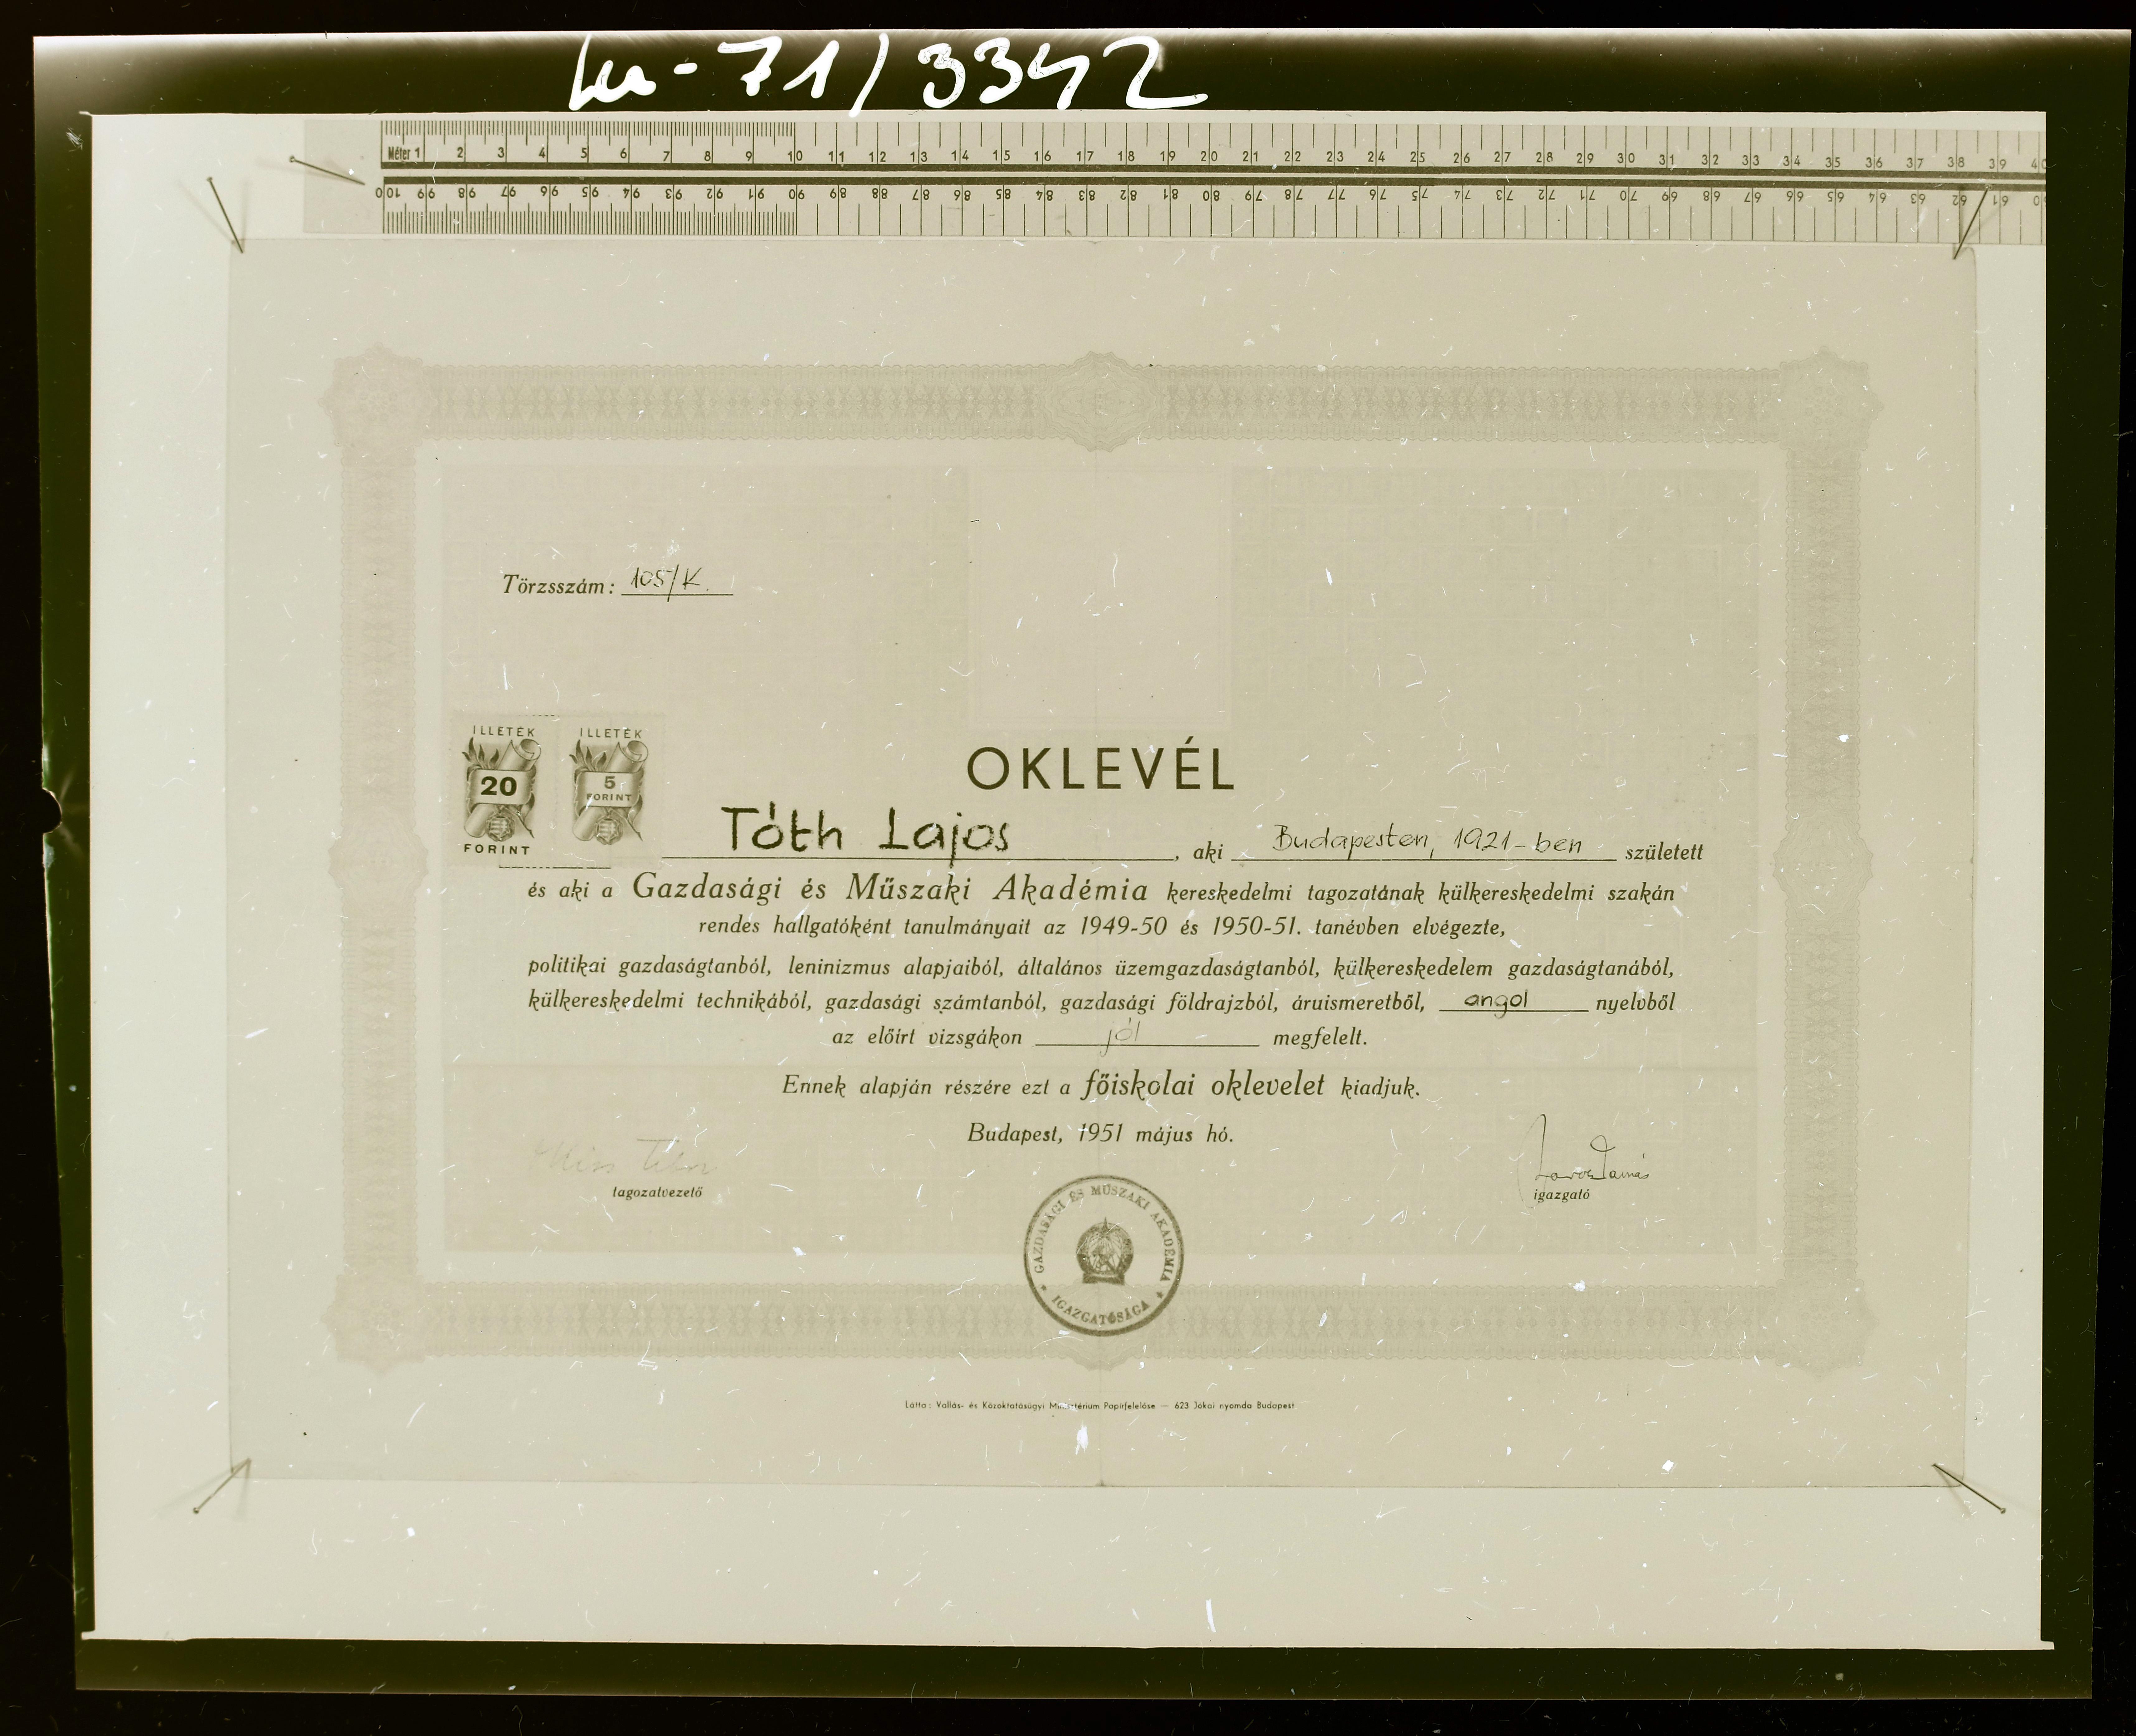 71/3342
Méter 1 2 3 4 5 6 7 8 9 10 11 12 13 14 15 16 17 18 19 20 21 22 23 24 25 26 27 28 29 30 31 32 33 34 35 36 37 38 39 40
100 99 98 97 96 95 94 93 92 91 90 89 88 87 86 85 84 83 82 81 80 79 78 77 76 75 74 73 72 71 70 69 68 67 66 65 64 63 62 61 60
Törzsszám: 105/K.
ILLETÉK 20 FORINT
ILLETÉK 5 FORINT
OKLEVÉL
Tóth Lajos, aki Budapesten, 1921-ben született
és aki a Gazdasági és Műszaki Akadémia kereskedelmi tagozatának külkereskedelmi szakán
rendes hallgatóként tanulmányait az 1949-50 és 1950-51. tanévben elvégezte,
politikai gazdaságtanból, leninizmus alapjaiból, általános üzemgazdaságtanból, külkereskedelem gazdaságtanából,
külkereskedelmi technikából, gazdasági számtanból, gazdasági földrajzból, áruismeretből, angol nyelvből
az előírt vizsgákon jól megfelelt.
Ennek alapján részére ezt a főiskolai oklevelet kiadjuk.
Budapest, 1951 május hó.
tagozatvezető
Tamás
igazgató
GAZDASÁGI ÉS MŰSZAKI AKADÉMIA IGAZGATÓSÁGA
Látta: Vallás- és Közoktatásügyi Minisztérium Papírfelelőse — 623 Jókai nyomda Budapest